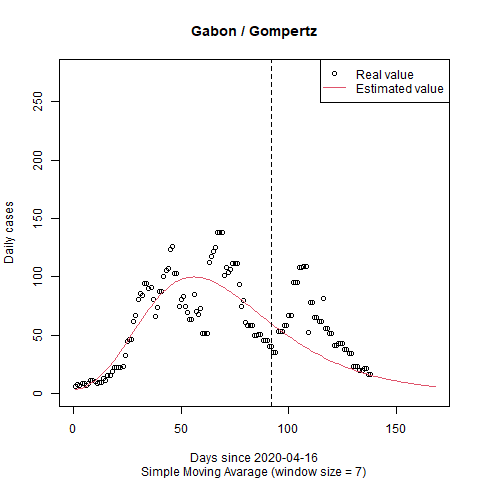 Gabon / Gompertz
Real value
Estimated value
Daily cases
250
200
150
100
50
0
0 50 100 150
Days since 2020-04-16
Simple Moving Avarage (window size = 7)